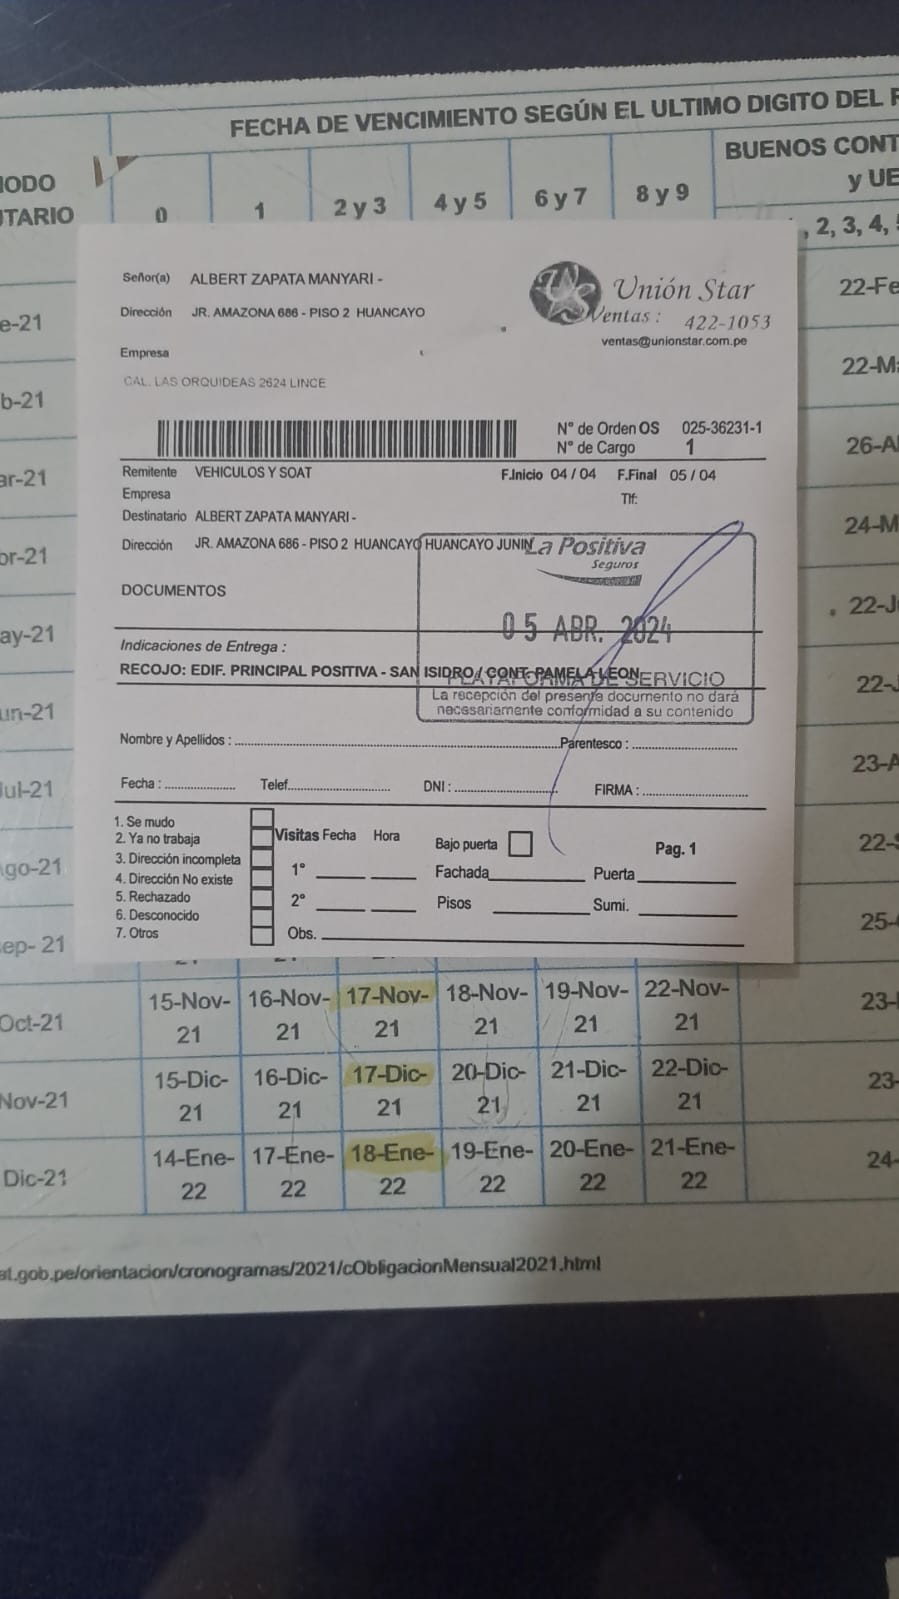 FECHA DE VENCIMIENTO SEGÚN EL ULTIMO DIGITO DEL
BUENOS CONT
y UE
IODO
TARIO
0 1 2 y 3 4 y 5 6 y 7 8 y 9
, 2, 3, 4,
22-Fe
e-21
22-M
b-21
26-A
ar-21
24-M
br-21
22-J
ay-21
22-J
un-21
23-A
Jul-21
22-S
go-21
25-
ep- 21
Señor(a) ALBERT ZAPATA MANYARI -
Dirección JR. AMAZONA 686 - PISO 2 HUANCAYO
Empresa
CAL. LAS ORQUIDEAS 2624 LINCE
US Unión Star
Ventas : 422-1053
ventas@unionstar.com.pe
N° de Orden OS 025-36231-1
N° de Cargo 1
Remitente VEHICULOS Y SOAT F.Inicio 04 / 04 F.Final 05 / 04
Empresa Tlf:
Destinatario ALBERT ZAPATA MANYARI -
Dirección JR. AMAZONA 686 - PISO 2 HUANCAYO HUANCAYO JUNIN
La Positiva
Seguros
DOCUMENTOS
05 ABR. 2024
Indicaciones de Entrega :
RECOJO: EDIF. PRINCIPAL POSITIVA - SAN ISIDRO / CONT. PAMELA LEON
PLATAFORMA DE SERVICIO
La recepción del presente documento no dará
necesariamente conformidad a su contenido
Nombre y Apellidos : Parentesco :
Fecha : Telef. DNI : FIRMA :
1. Se mudo
2. Ya no trabaja
3. Dirección incompleta
4. Dirección No existe
5. Rechazado
6. Desconocido
7. Otros
Visitas Fecha Hora
1°
2°
Obs.
Bajo puerta Pag. 1
Fachada Puerta
Pisos Sumi.
Oct-21 15-Nov-21 16-Nov-21 17-Nov-21 18-Nov-21 19-Nov-21 22-Nov-21 23-
Nov-21 15-Dic-21 16-Dic-21 17-Dic-21 20-Dic-21 21-Dic-21 22-Dic-21 23-
Dic-21 14-Ene-22 17-Ene-22 18-Ene-22 19-Ene-22 20-Ene-22 21-Ene-22 24-
at.gob.pe/orientacion/cronogramas/2021/cObligacionMensual2021.html